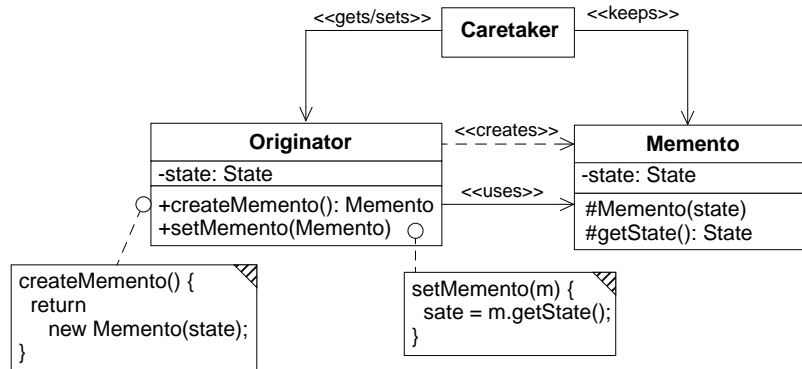 <<gets/sets>>
Caretaker
<<keeps>>
Originator
-state: State
+createMemento(): Memento
+setMemento(Memento)
<<creates>>
<<uses>>
Memento
-state: State
#Memento(state)
#getState(): State
createMemento() {
return
new Memento(state);
}
setMemento(m) {
sate = m.getState();
}